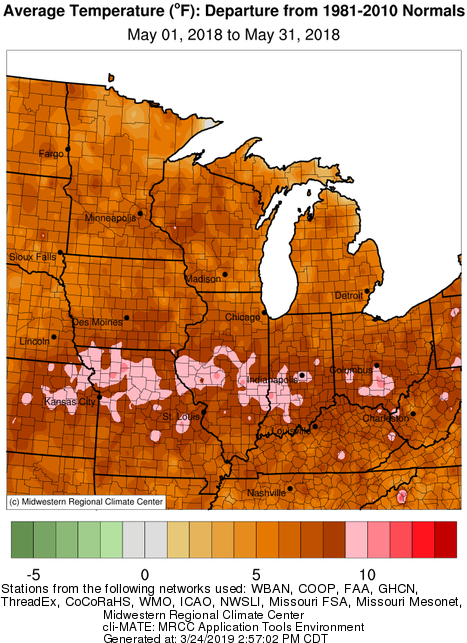 Average Temperature (°F): Departure from 1981-2010 Normals
May 01, 2018 to May 31, 2018
Fargo
Minneapolis
Sioux Falls
Madison
Detroit
Chicago
Des Moines
Lincoln
Columbus
Indianapolis
Kansas City
Charleston
St. Louis
Louisville
Nashville
(c) Midwestern Regional Climate Center
-5 0 5 10
Stations from the following networks used: WBAN, COOP, FAA, GHCN,
ThreadEx, CoCoRaHS, WMO, ICAO, NWSLI, Missouri FSA, Missouri Mesonet,
Midwestern Regional Climate Center
cli-MATE: MRCC Application Tools Environment
Generated at: 3/24/2019 2:57:02 PM CDT